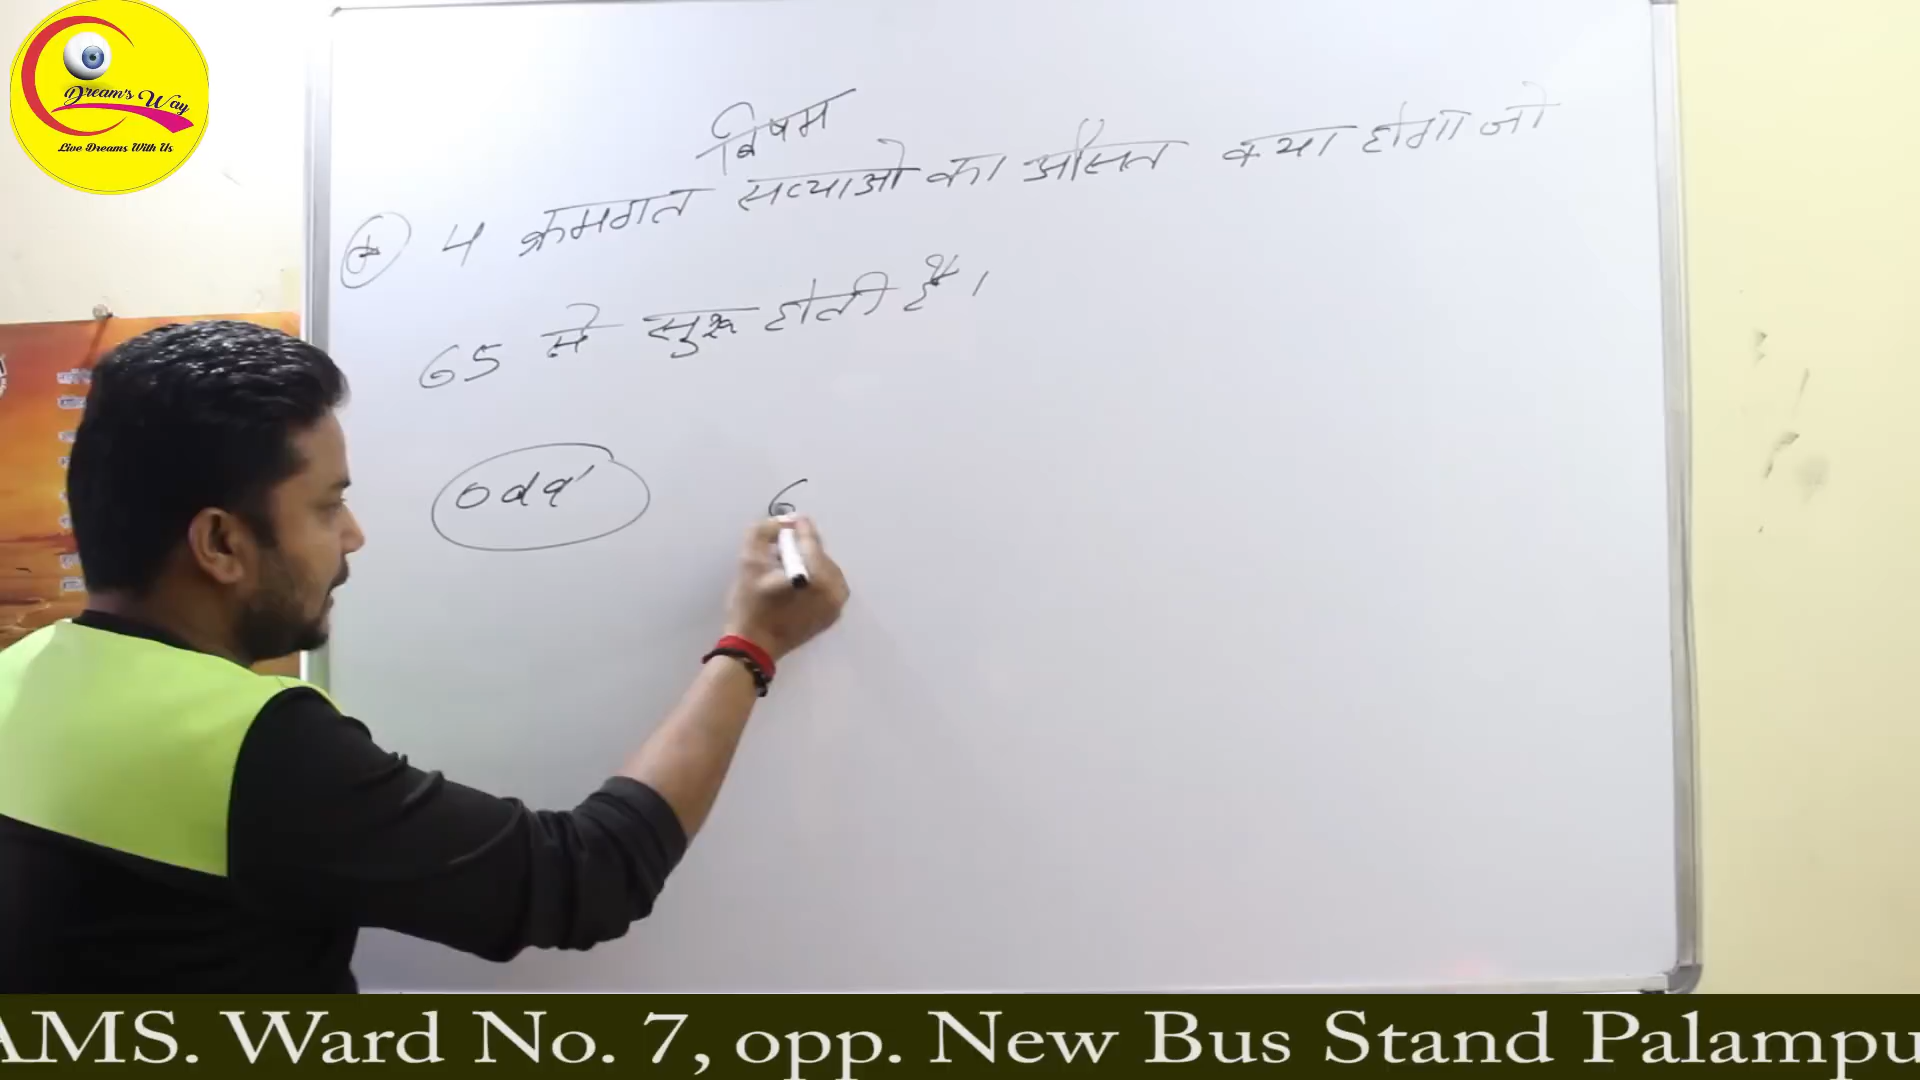 Dream's Way
Live Dreams With Us
विषम
* 4 क्रमगत संख्याओ का औसत क्या होगा जो
65 से सुरू होती है।
odd
6
AMS. Ward No. 7, opp. New Bus Stand Palampu